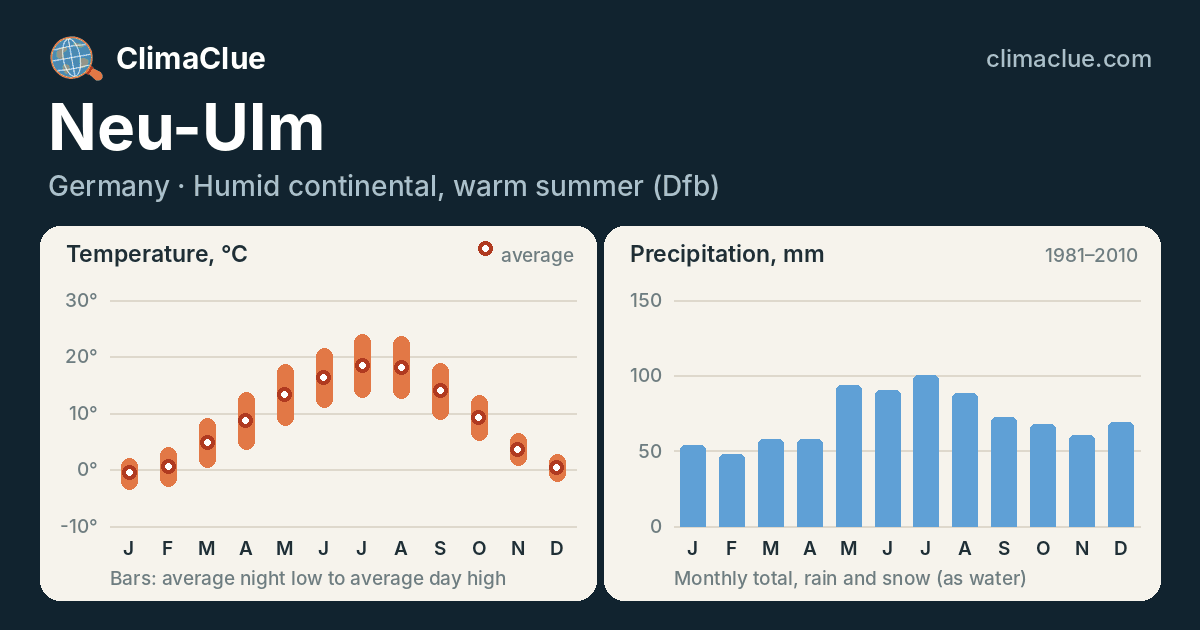 ClimaClue
climaclue.com
Neu-Ulm
Germany · Humid continental, warm summer (Dfb)
Temperature, °C
average
30°
20°
10°
0°
-10°
J F M A M J J A S O N D
Bars: average night low to average day high
Precipitation, mm
1981–2010
150
100
50
0
J F M A M J J A S O N D
Monthly total, rain and snow (as water)